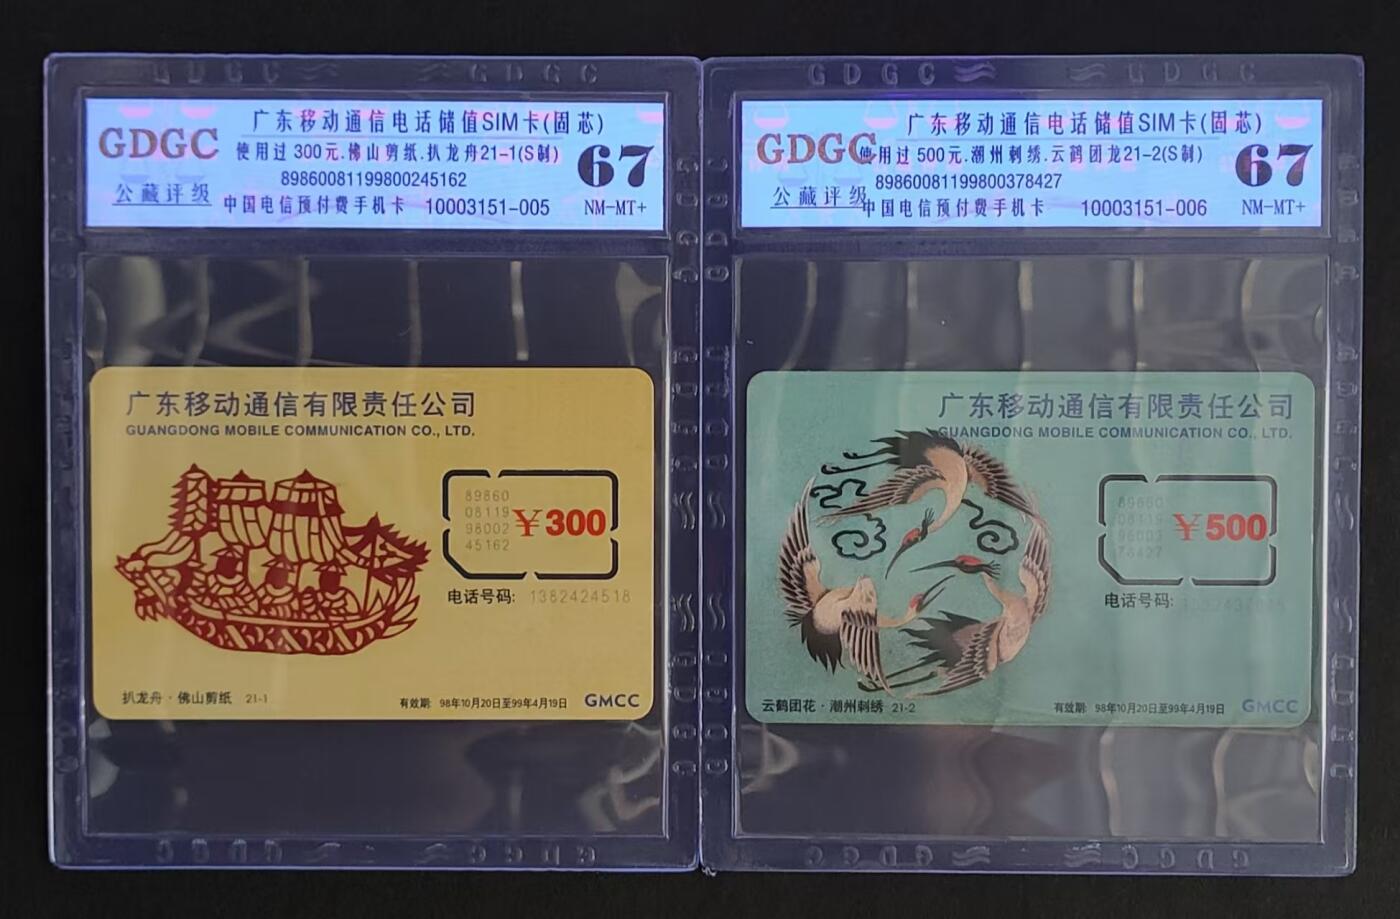 GDGC
公藏评级
广东移动通信电话储值SIM卡(固芯)
使用过 300元.佛山剪纸.扒龙舟21-1(S制)
89860081199800245162
中国电信预付费手机卡 10003151-005
67
NM-MT+
广东移动通信有限责任公司
GUANGDONG MOBILE COMMUNICATION CO., LTD.
89860
08119
98002
45162
￥300
电话号码: 1382424518
扒龙舟·佛山剪纸 21-1
有效期: 98年10月20日至99年4月19日
GMCC
GDGC
公藏评级
广东移动通信电话储值SIM卡(固芯)
使用过 500元.潮州刺绣.云鹤团龙21-2(S制)
89860081199800378427
中国电信预付费手机卡 10003151-006
67
NM-MT+
广东移动通信有限责任公司
GUANGDONG MOBILE COMMUNICATION CO., LTD.
89860
08119
98003
78427
￥500
电话号码:
云鹤团花·潮州刺绣 21-2
有效期: 98年10月20日至99年4月19日
GMCC